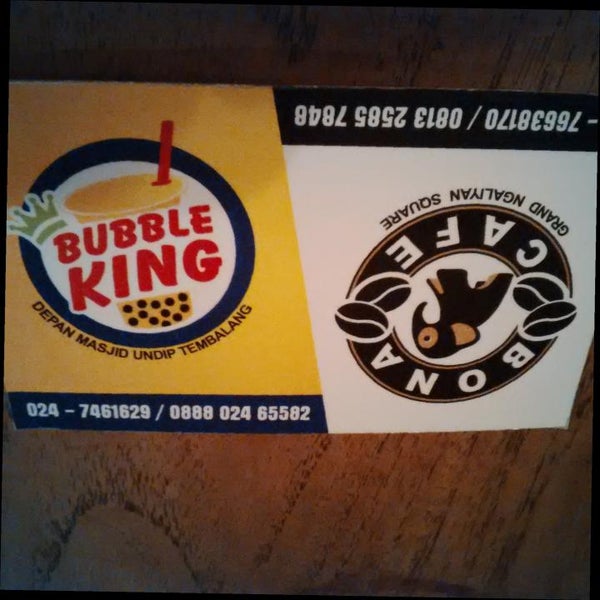 BUBBLE
KING
DEPAN MASJID UNDIP TEMBALANG
024 - 7461629 / 0888 024 65582
BONA
CAFE
GRAND NGALIYAN SQUARE
- 76638170 / 0813 2585 7848